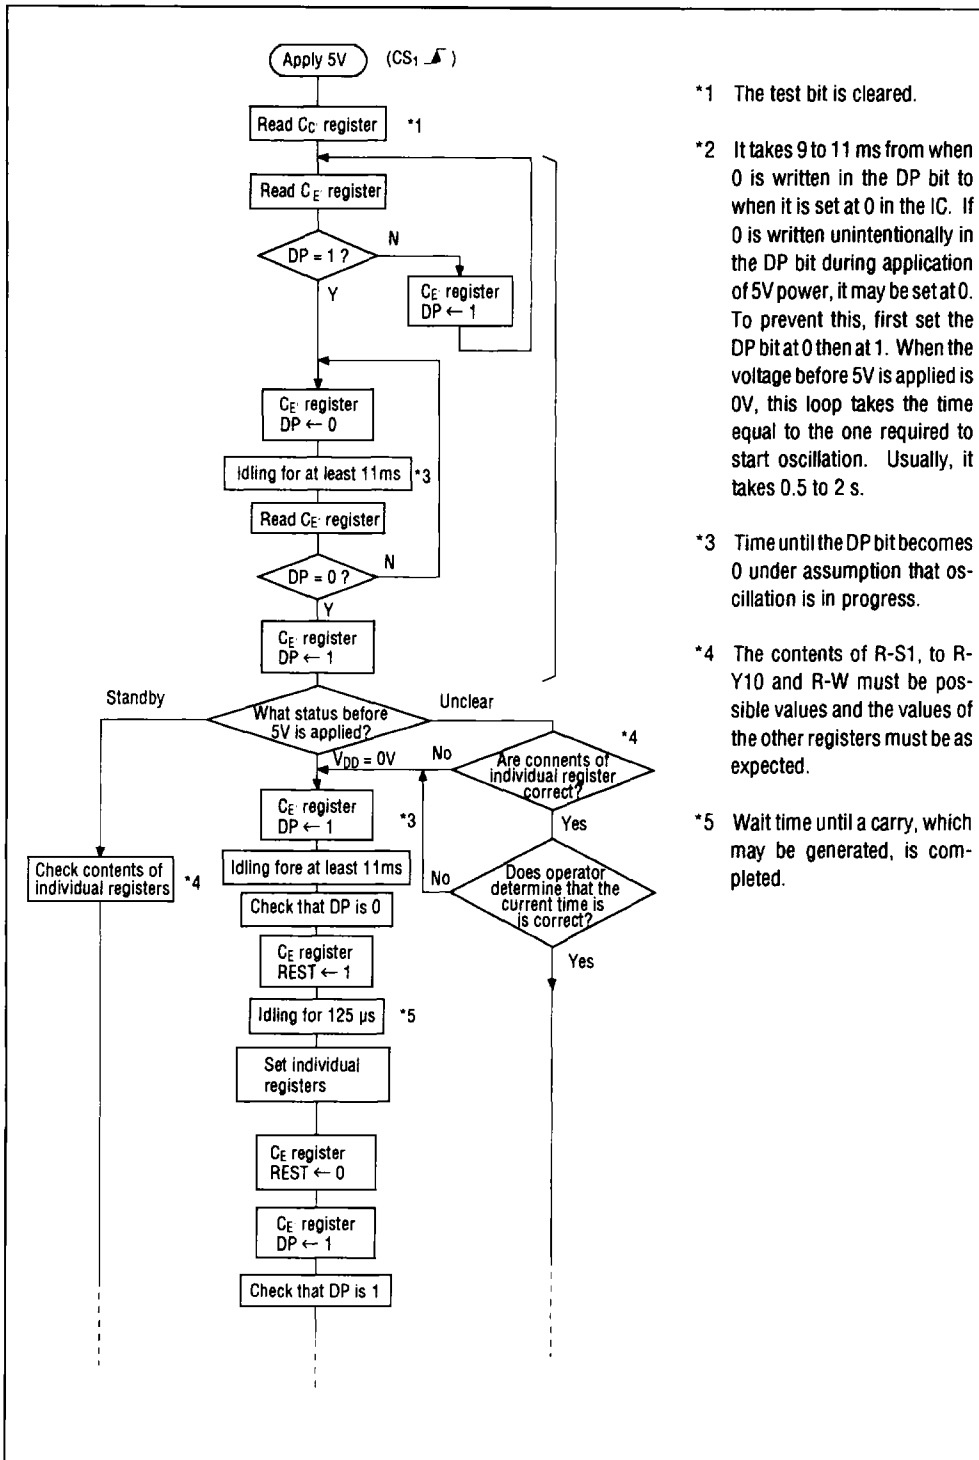 Apply 5V (CS1 )
Read CC' register *1
Read CE' register
DP = 1 ?
N
Y
CE' register
DP ← 1
CE' register
DP ← 0
Idling for at least 11ms *3
Read CE' register
DP = 0 ?
N
Y
CE' register
DP ← 1
Standby
What status before
5V is applied?
Unclear
VDD = 0V
No
*4
Are connents of
individual register
correct?
Yes
CE' register
DP ← 1
*3
Idling fore at least 11ms
Check that DP is 0
CE register
REST ← 1
Idling for 125 µs *5
Set individual
registers
CE register
REST ← 0
CE' register
DP ← 1
Check that DP is 1
Check contents of
individual registers *4
No
Does operator
determine that the
current time is
is correct?
Yes
*1 The test bit is cleared.
*2 It takes 9 to 11 ms from when
0 is written in the DP bit to
when it is set at 0 in the IC. If
0 is written unintentionally in
the DP bit during application
of 5V power, it may be set at 0.
To prevent this, first set the
DP bit at 0 then at 1. When the
voltage before 5V is applied is
0V, this loop takes the time
equal to the one required to
start oscillation. Usually, it
takes 0.5 to 2 s.
*3 Time until the DP bit becomes
0 under assumption that os-
cillation is in progress.
*4 The contents of R-S1, to R-
Y10 and R-W must be pos-
sible values and the values of
the other registers must be as
expected.
*5 Wait time until a carry, which
may be generated, is com-
pleted.